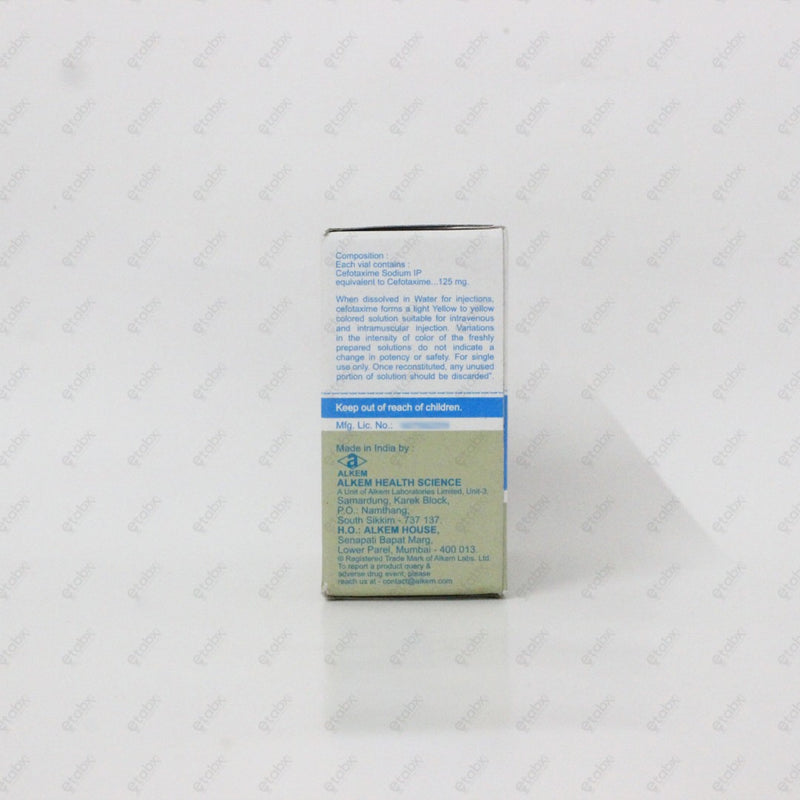 Composition :
Each vial contains :
Cefotaxime Sodium IP
equivalent to Cefotaxime...125 mg.
When dissolved in Water for injections,
cefotaxime forms a light Yellow to yellow
colored solution suitable for intravenous
and intramuscular injection. Variations
in the intensity of color of the freshly
prepared solutions do not indicate a
change in potency or safety. For single
use only. Once reconstituted, any unused
portion of solution should be discarded".
Keep out of reach of children.
Mfg. Lic. No.:
Made in India by :
a
ALKEM
ALKEM HEALTH SCIENCE
A Unit of Alkem Laboratories Limited, Unit-3.
Samardung, Karek Block,
P.O.: Namthang,
South Sikkim - 737 137.
H.O.: ALKEM HOUSE,
Senapati Bapat Marg,
Lower Parel, Mumbai - 400 013.
® Registered Trade Mark of Alkem Labs. Ltd.
To report a product query &
adverse drug event, please
reach us at - contact@alkem.com